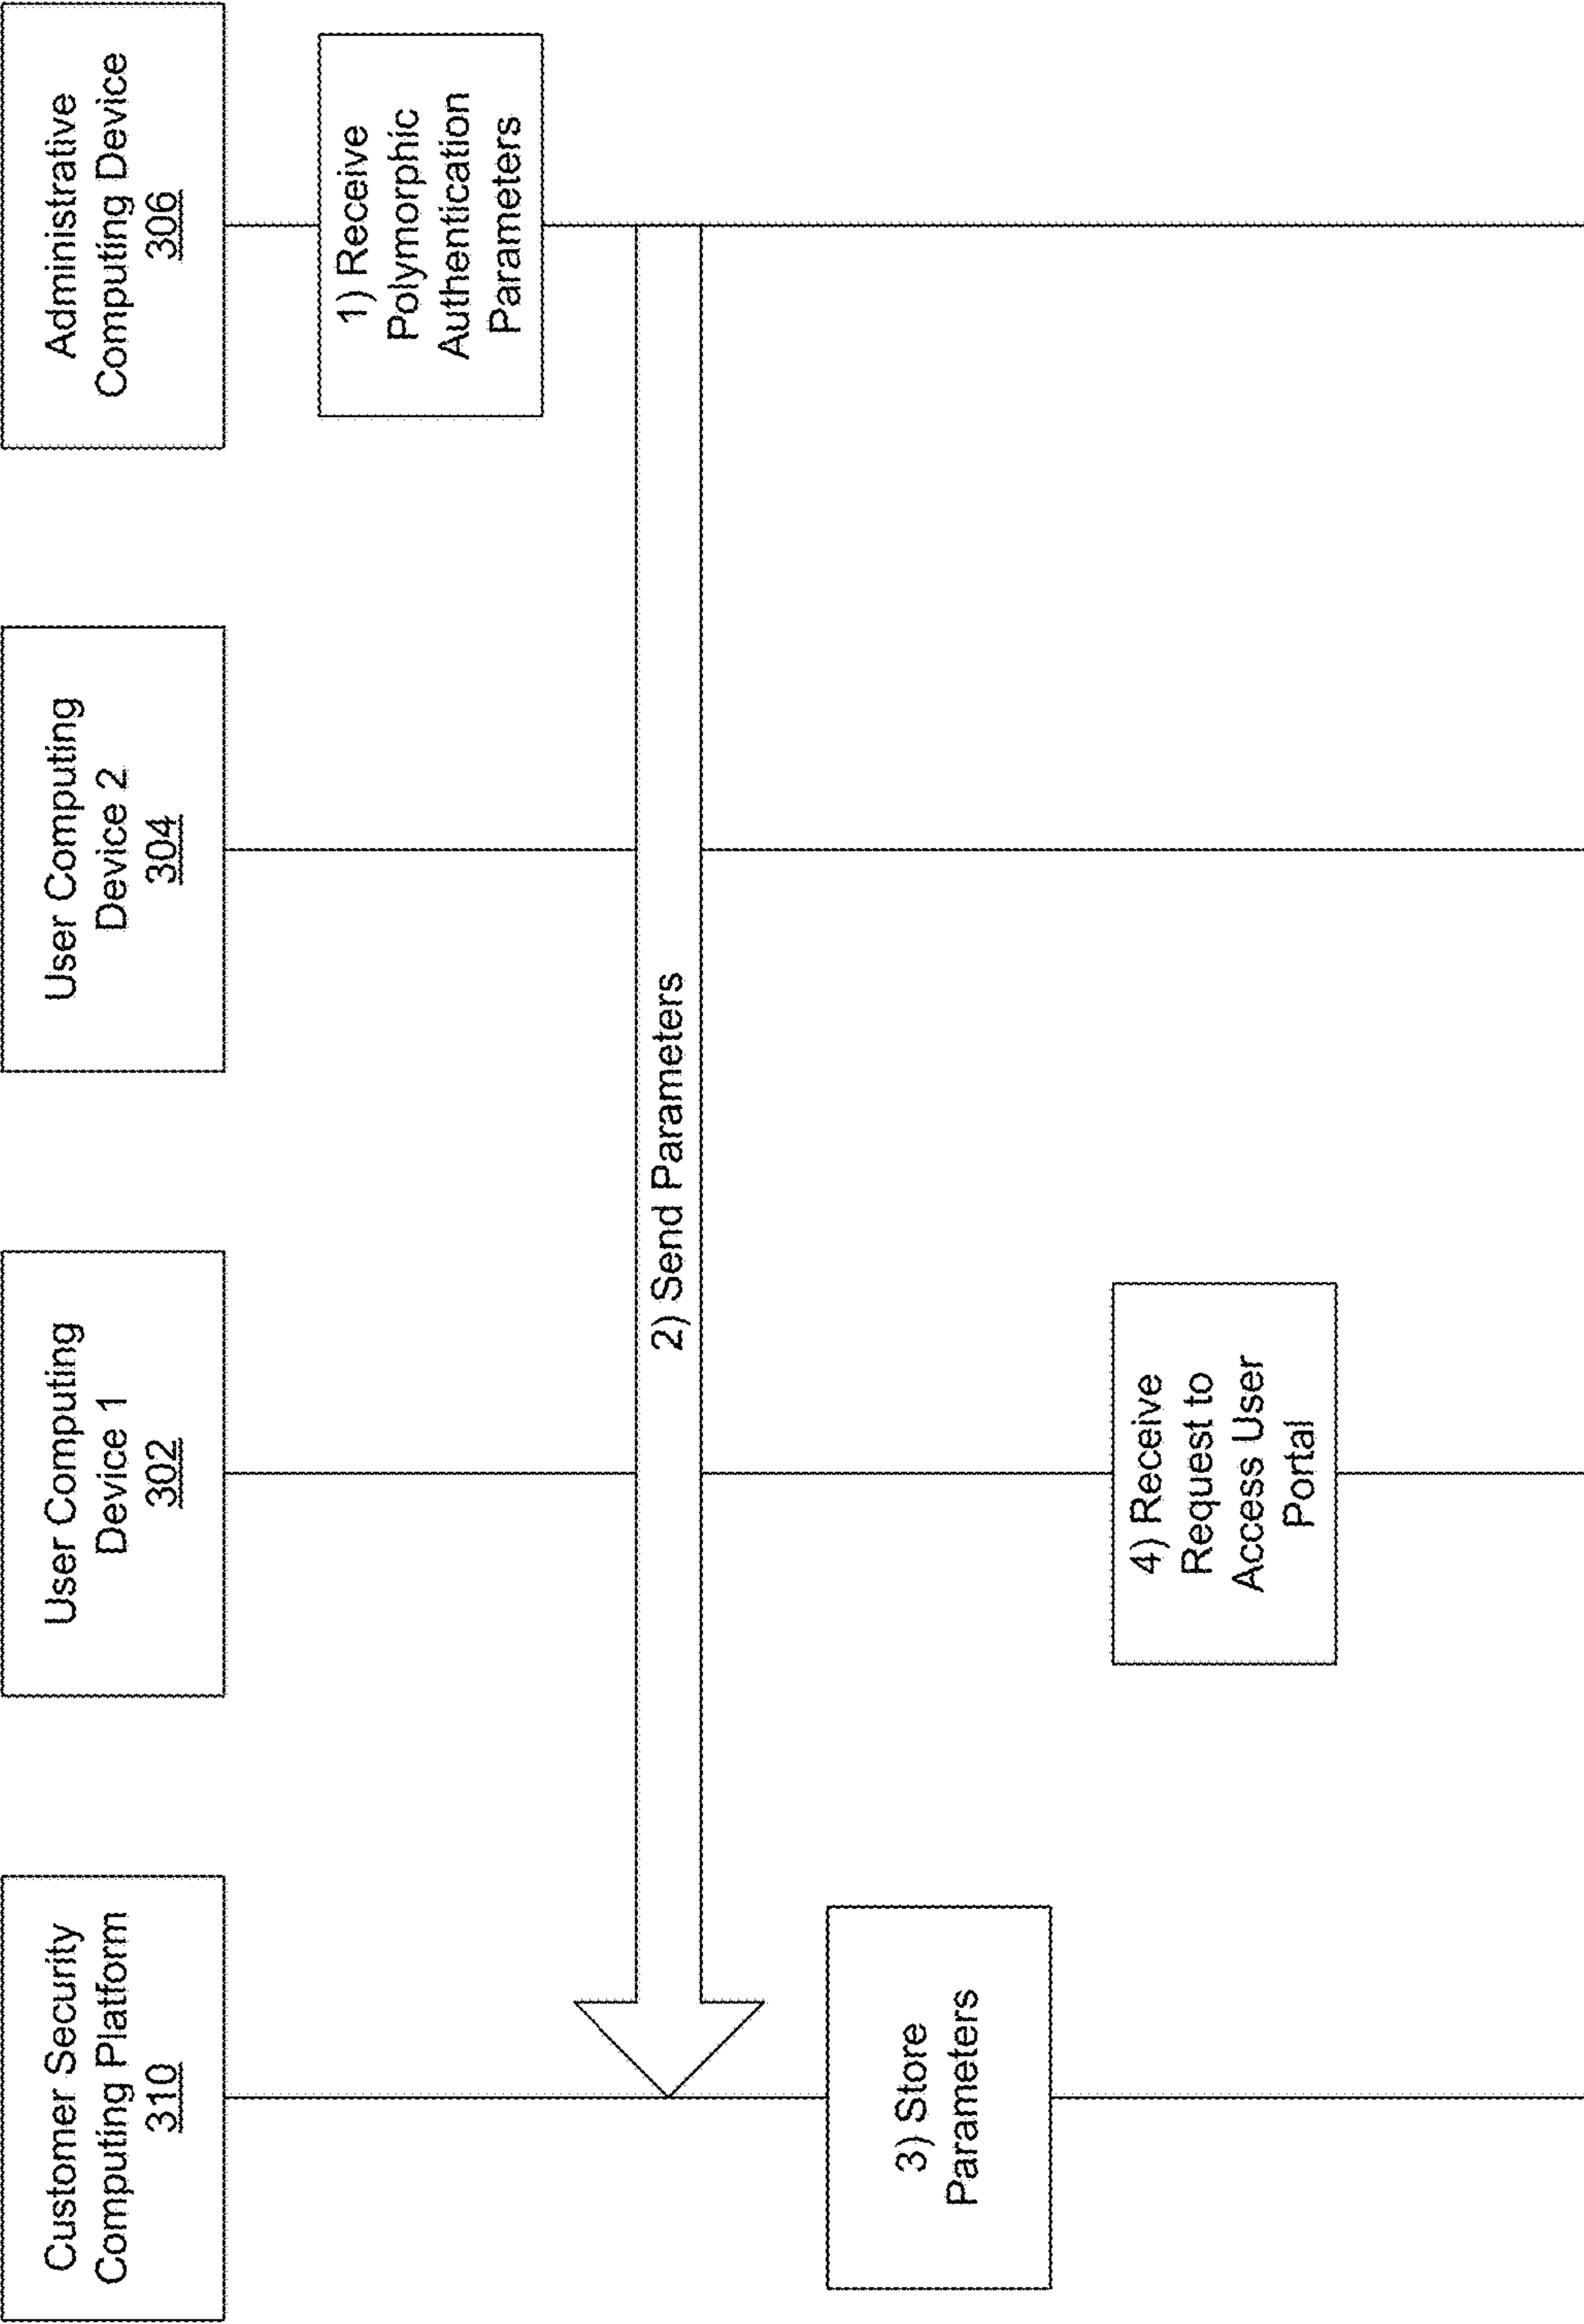 Customer Security
Computing Platform
310
User Computing
Device 1
302
User Computing
Device 2
304
Administrative
Computing Device
306
1) Receive
Polymorphic
Authentication
Parameters
2) Send Parameters
3) Store
Parameters
4) Receive
Request to
Access User
Portal